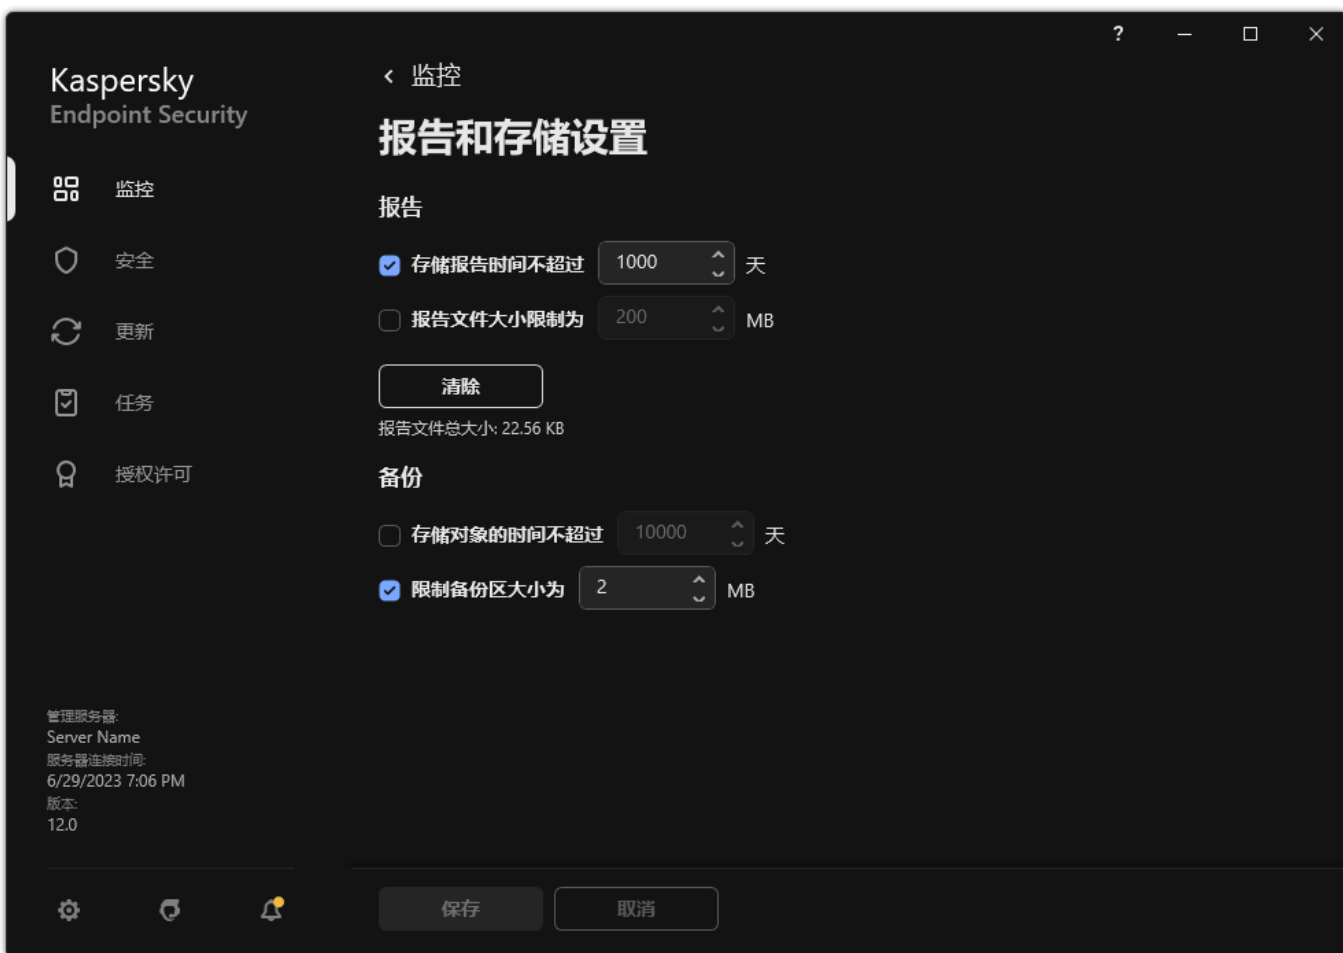 ?
Kaspersky
Endpoint Security
监控
安全
更新
任务
授权许可
管理服务器:
Server Name
服务器连接时间:
6/29/2023 7:06 PM
版本:
12.0
监控
报告和存储设置
报告
存储报告时间不超过 1000 天
报告文件大小限制为 200 MB
清除
报告文件总大小: 22.56 KB
备份
存储对象的时间不超过 10000 天
限制备份区大小为 2 MB
保存 取消